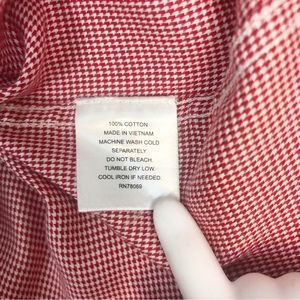 100% COTTON
MADE IN VIETNAM
MACHINE WASH COLD
SEPARATELY.
DO NOT BLEACH.
TUMBLE DRY LOW.
COOL IRON IF NEEDED.
RN78069